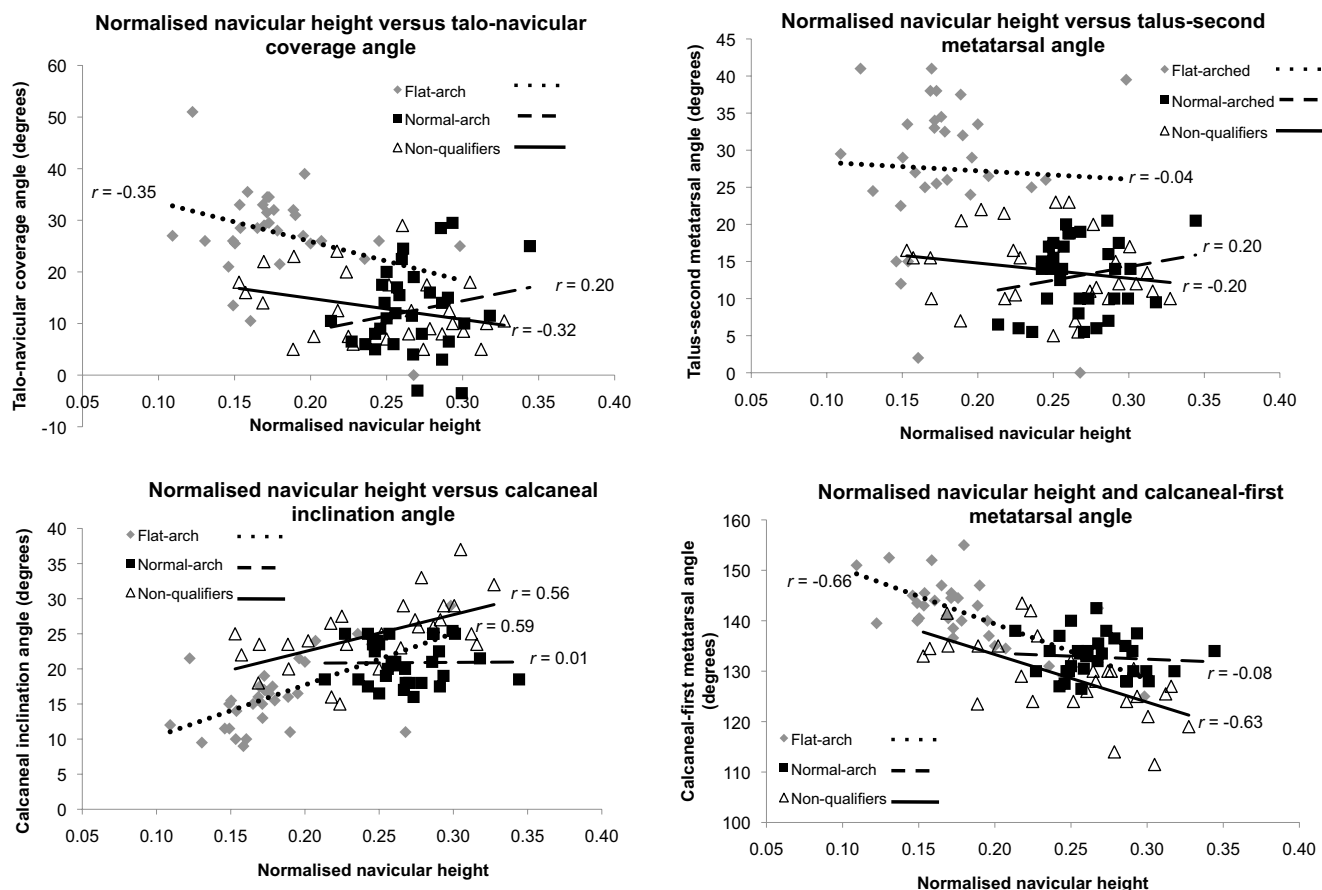 Normalised navicular height versus talo-navicular
coverage angle
Talo-navicular coverage angle (degrees)
60
50
40
30
20
10
0
-10
0.05 0.10 0.15 0.20 0.25 0.30 0.35 0.40
Normalised navicular height
Flat-arch
Normal-arch
Non-qualifiers
r = -0.35
r = 0.20
r = -0.32
Normalised navicular height versus talus-second
metatarsal angle
Talus-second metatarsal angle (degrees)
45
40
35
30
25
20
15
10
5
0
0.05 0.10 0.15 0.20 0.25 0.30 0.35 0.40
Normalised navicular height
Flat-arched
Normal-arched
Non-qualifiers
r = -0.04
r = 0.20
r = -0.20
Normalised navicular height versus calcaneal
inclination angle
Calcaneal inclination angle (degrees)
40
35
30
25
20
15
10
5
0
0.05 0.10 0.15 0.20 0.25 0.30 0.35 0.40
Normalised navicular height
Flat-arch
Normal-arch
Non-qualifiers
r = 0.56
r = 0.59
r = 0.01
Normalised navicular height and calcaneal-first
metatarsal angle
Calcaneal-first metatarsal angle
(degrees)
160
150
140
130
120
110
100
0.05 0.10 0.15 0.20 0.25 0.30 0.35 0.40
Normalised navicular height
r = -0.66
r = -0.08
r = -0.63
Flat-arch
Normal-arch
Non-qualifiers